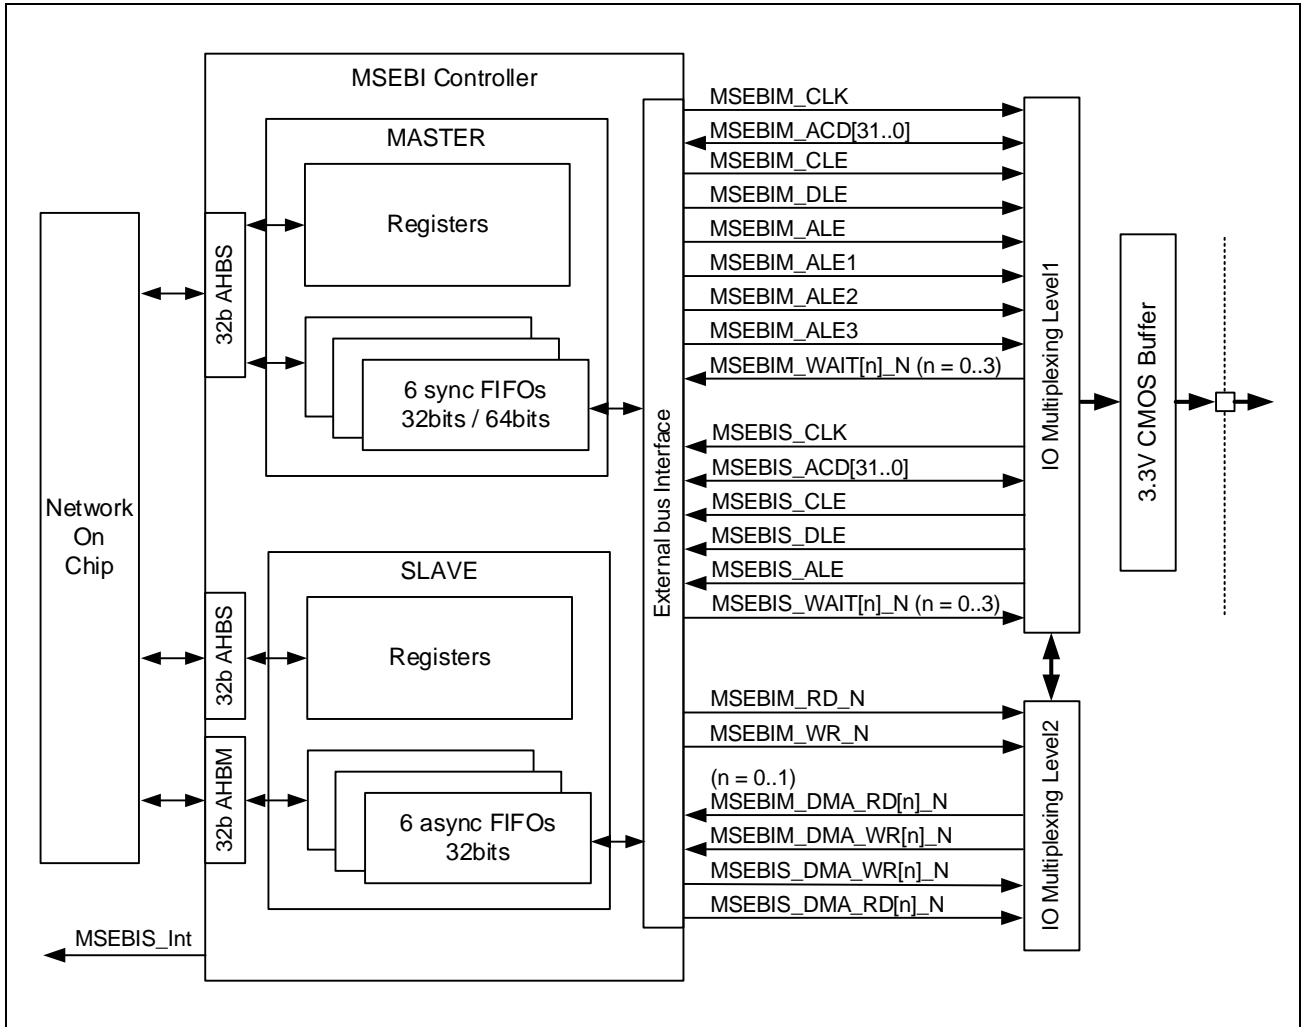 MSEBI Controller
MASTER
Registers
6 sync FIFOs
32bits / 64bits
32b AHBS
Network
On
Chip
SLAVE
Registers
6 async FIFOs
32bits
32b AHBS
32b AHBM
MSEBIS_Int
External bus Interface
MSEBIM_CLK
MSEBIM_ACD[31..0]
MSEBIM_CLE
MSEBIM_DLE
MSEBIM_ALE
MSEBIM_ALE1
MSEBIM_ALE2
MSEBIM_ALE3
MSEBIM_WAIT[n]_N (n = 0..3)
MSEBIS_CLK
MSEBIS_ACD[31..0]
MSEBIS_CLE
MSEBIS_DLE
MSEBIS_ALE
MSEBIS_WAIT[n]_N (n = 0..3)
MSEBIM_RD_N
MSEBIM_WR_N
(n = 0..1)
MSEBIM_DMA_RD[n]_N
MSEBIM_DMA_WR[n]_N
MSEBIS_DMA_WR[n]_N
MSEBIS_DMA_RD[n]_N
IO Multiplexing Level1
IO Multiplexing Level2
3.3V CMOS Buffer